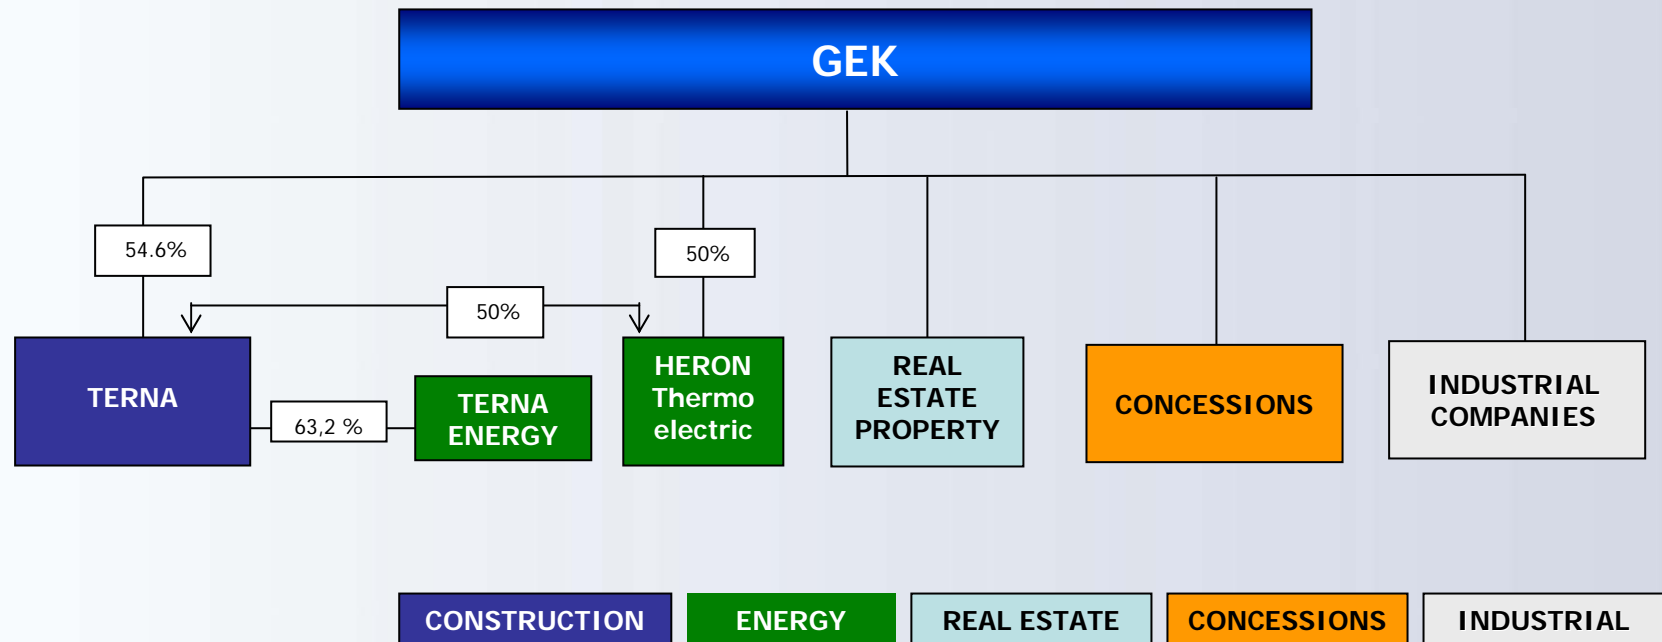 GEK
54.6%
50%
50%
TERNA
63,2 %
TERNA
ENERGY
HERON
Thermo
electric
REAL
ESTATE
PROPERTY
CONCESSIONS
INDUSTRIAL
COMPANIES
CONSTRUCTION
ENERGY
REAL ESTATE
CONCESSIONS
INDUSTRIAL